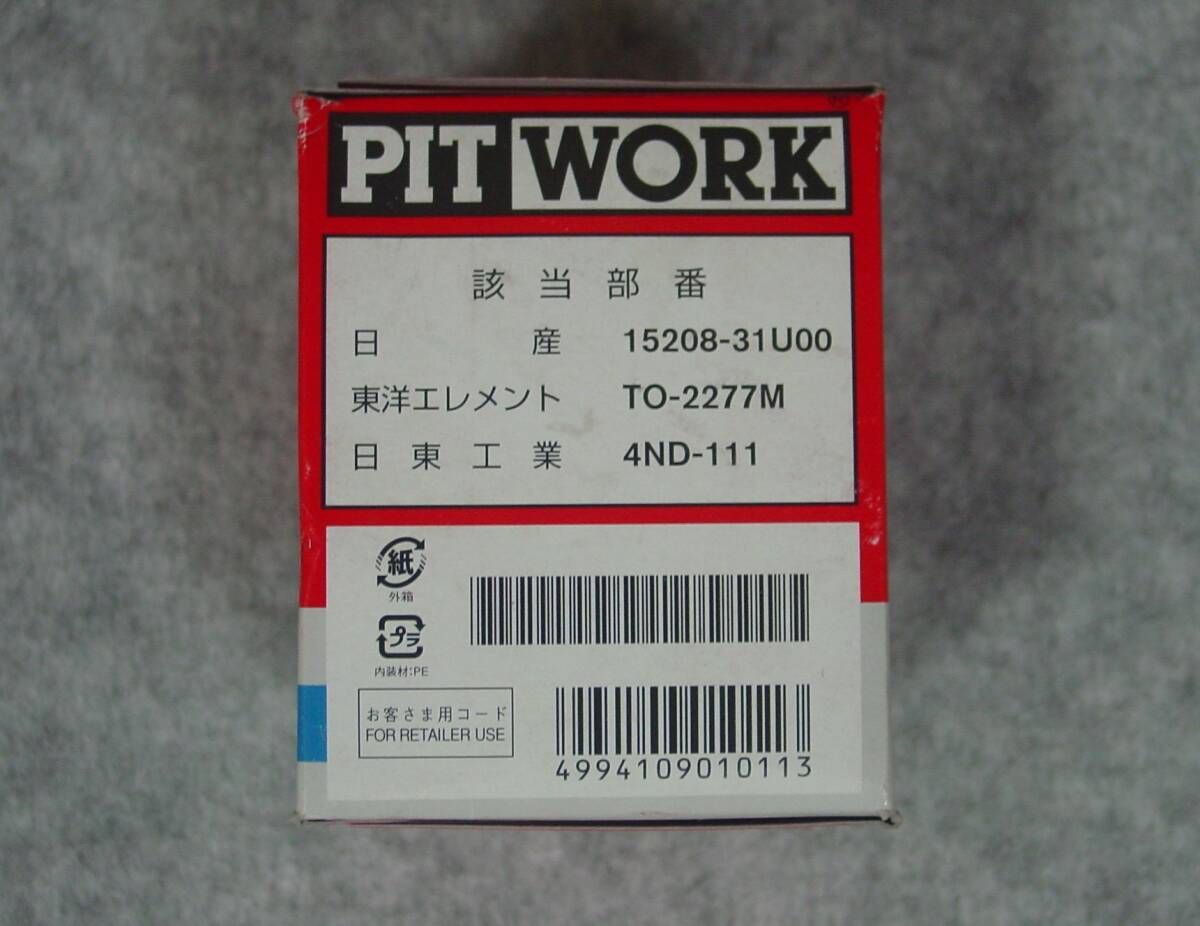 PIT WORK
該当部番
日産 15208-31U00
東洋エレメント TO-2277M
日東工業 4ND-111
紙
外箱
プラ
内装材:PE
お客さま用コード
FOR RETAILER USE
4994109010113